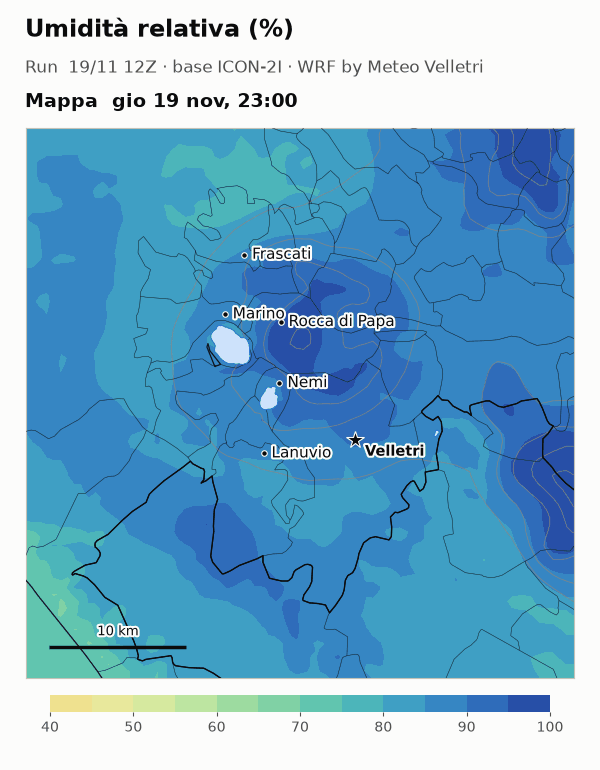 Umidità relativa (%)
Run  19/11 12Z · base ICON-2I · WRF by Meteo Velletri
Mappa  gio 19 nov, 23:00
Frascati
Marino
Rocca di Papa
Nemi
Velletri
Lanuvio
10 km
40 50 60 70 80 90 100